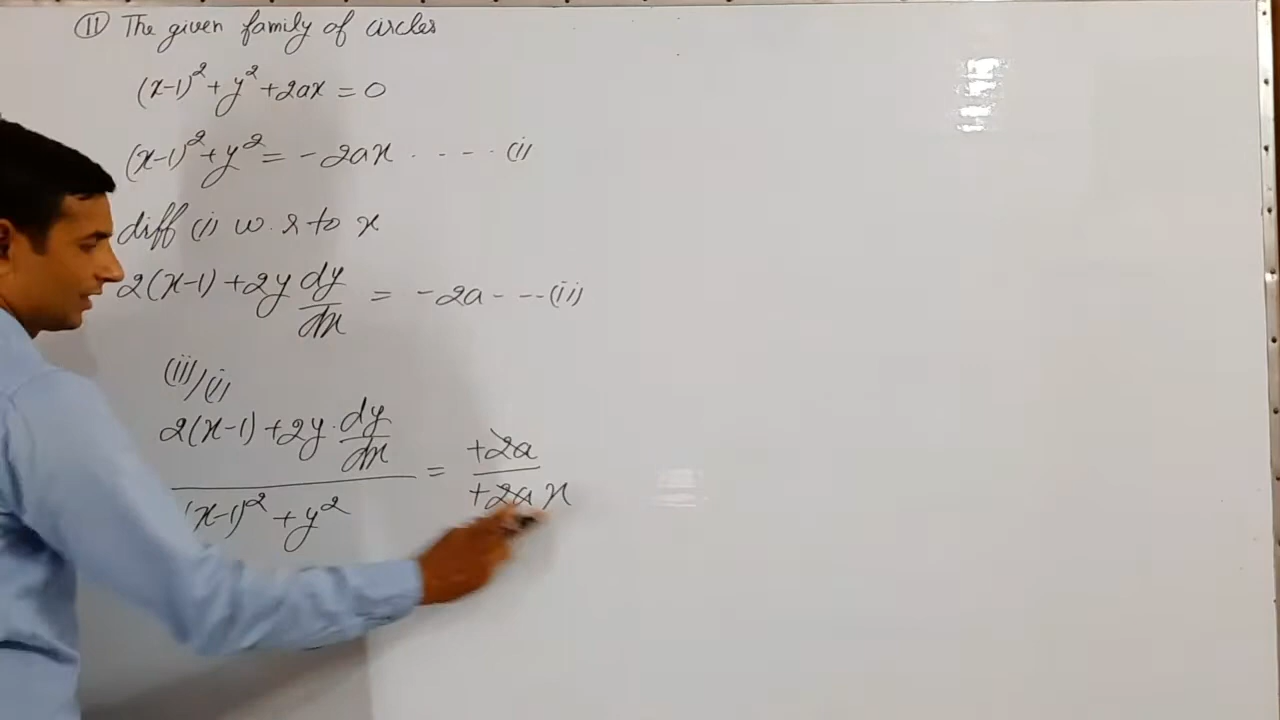 (11) The given family of circles
(x-1)² + y² + 2ax = 0
(x-1)² + y² = -2ax . - - . (i)
diff (i) w. r to x
2(x-1) + 2y dy/dx = -2a - -- (ii)
(ii)/(i)
(2(x-1) + 2y. dy/dx) / ((x-1)² + y²) = +2a / +2ax